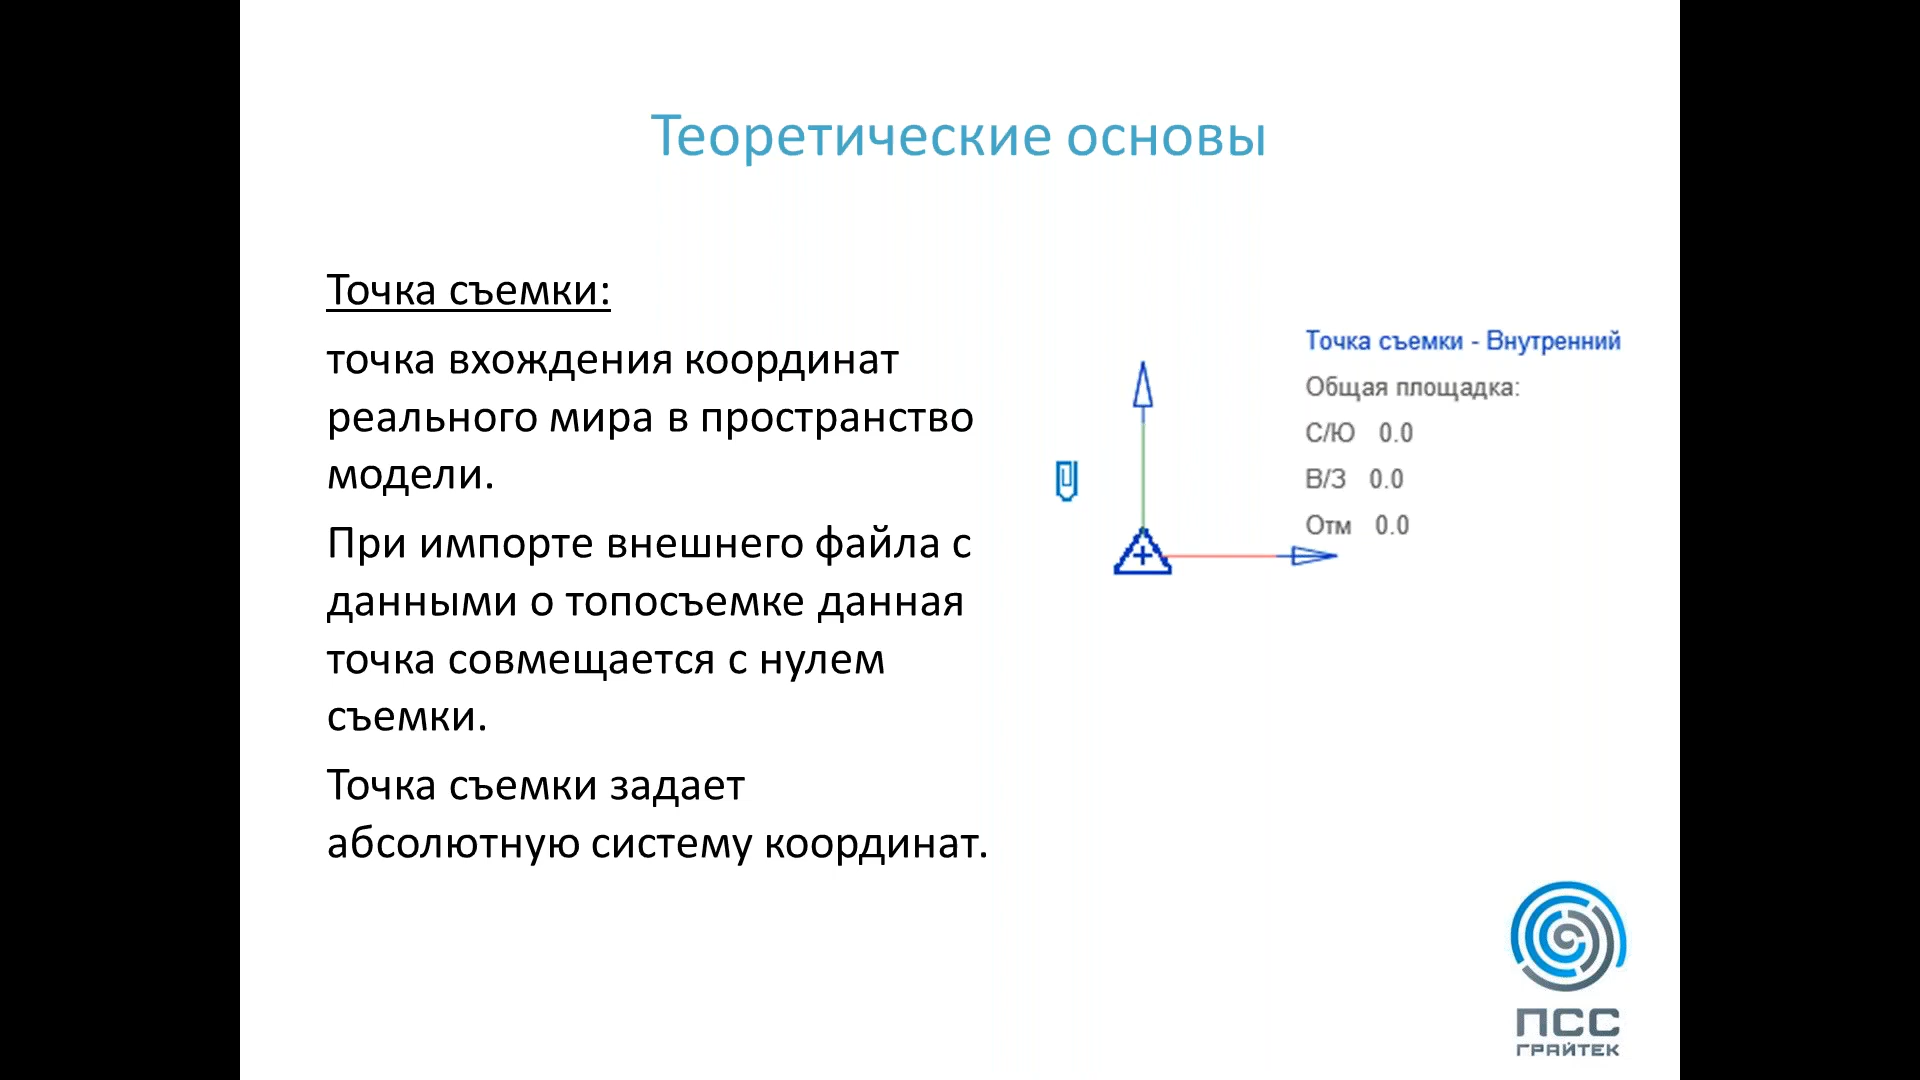 Теоретические основы
Точка съемки:
точка вхождения координат
реального мира в пространство
модели.
При импорте внешнего файла с
данными о топосъемке данная
точка совмещается с нулем
съемки.
Точка съемки задает
абсолютную систему координат.
Точка съемки - Внутренний
Общая площадка:
С/Ю 0.0
В/З 0.0
Отм 0.0
ПСС
ГРАЙТЕК